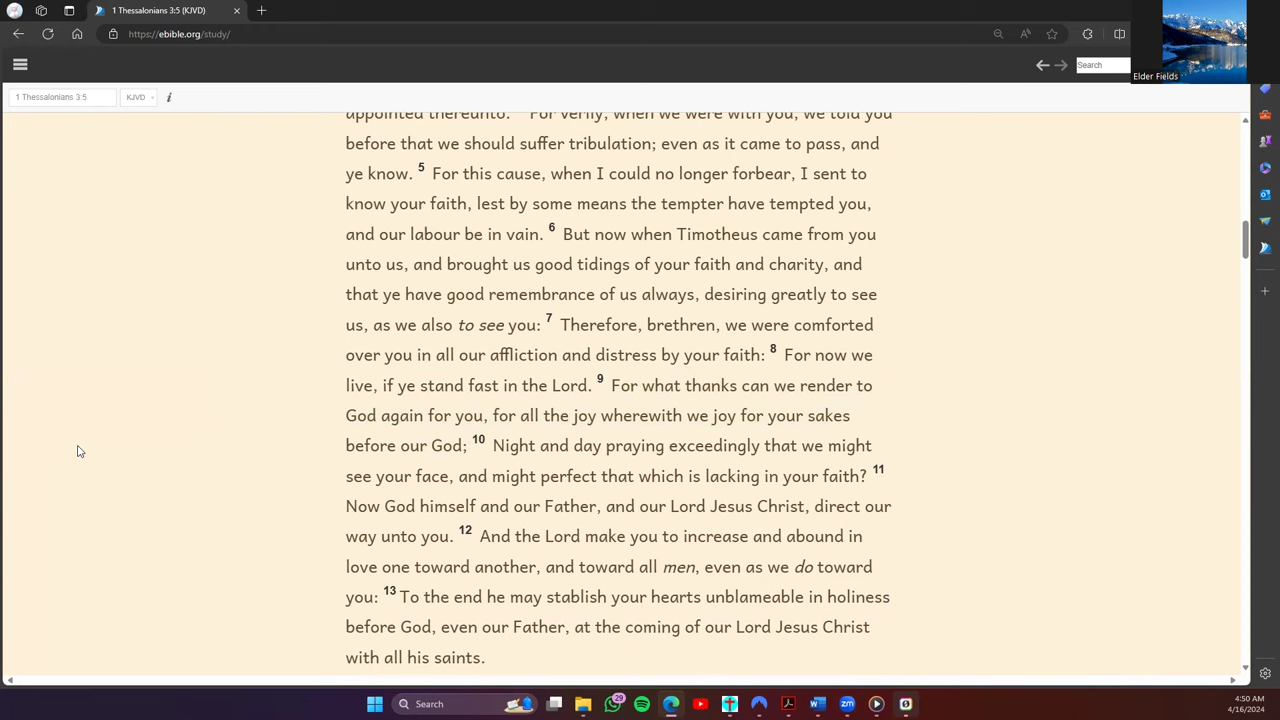 1 Thessalonians 3:5 (KJVD)
https://ebible.org/study/
Search
Elder Fields
1 Thessalonians 3:5
KJVD
i
appointed thereunto. For verily, when we were with you, we told you
before that we should suffer tribulation; even as it came to pass, and
ye know. 5 For this cause, when I could no longer forbear, I sent to
know your faith, lest by some means the tempter have tempted you,
and our labour be in vain. 6 But now when Timotheus came from you
unto us, and brought us good tidings of your faith and charity, and
that ye have good remembrance of us always, desiring greatly to see
us, as we also to see you: 7 Therefore, brethren, we were comforted
over you in all our affliction and distress by your faith: 8 For now we
live, if ye stand fast in the Lord. 9 For what thanks can we render to
God again for you, for all the joy wherewith we joy for your sakes
before our God; 10 Night and day praying exceedingly that we might
see your face, and might perfect that which is lacking in your faith? 11
Now God himself and our Father, and our Lord Jesus Christ, direct our
way unto you. 12 And the Lord make you to increase and abound in
love one toward another, and toward all men, even as we do toward
you: 13 To the end he may stablish your hearts unblameable in holiness
before God, even our Father, at the coming of our Lord Jesus Christ
with all his saints.
Search
29
4:50 AM
4/16/2024